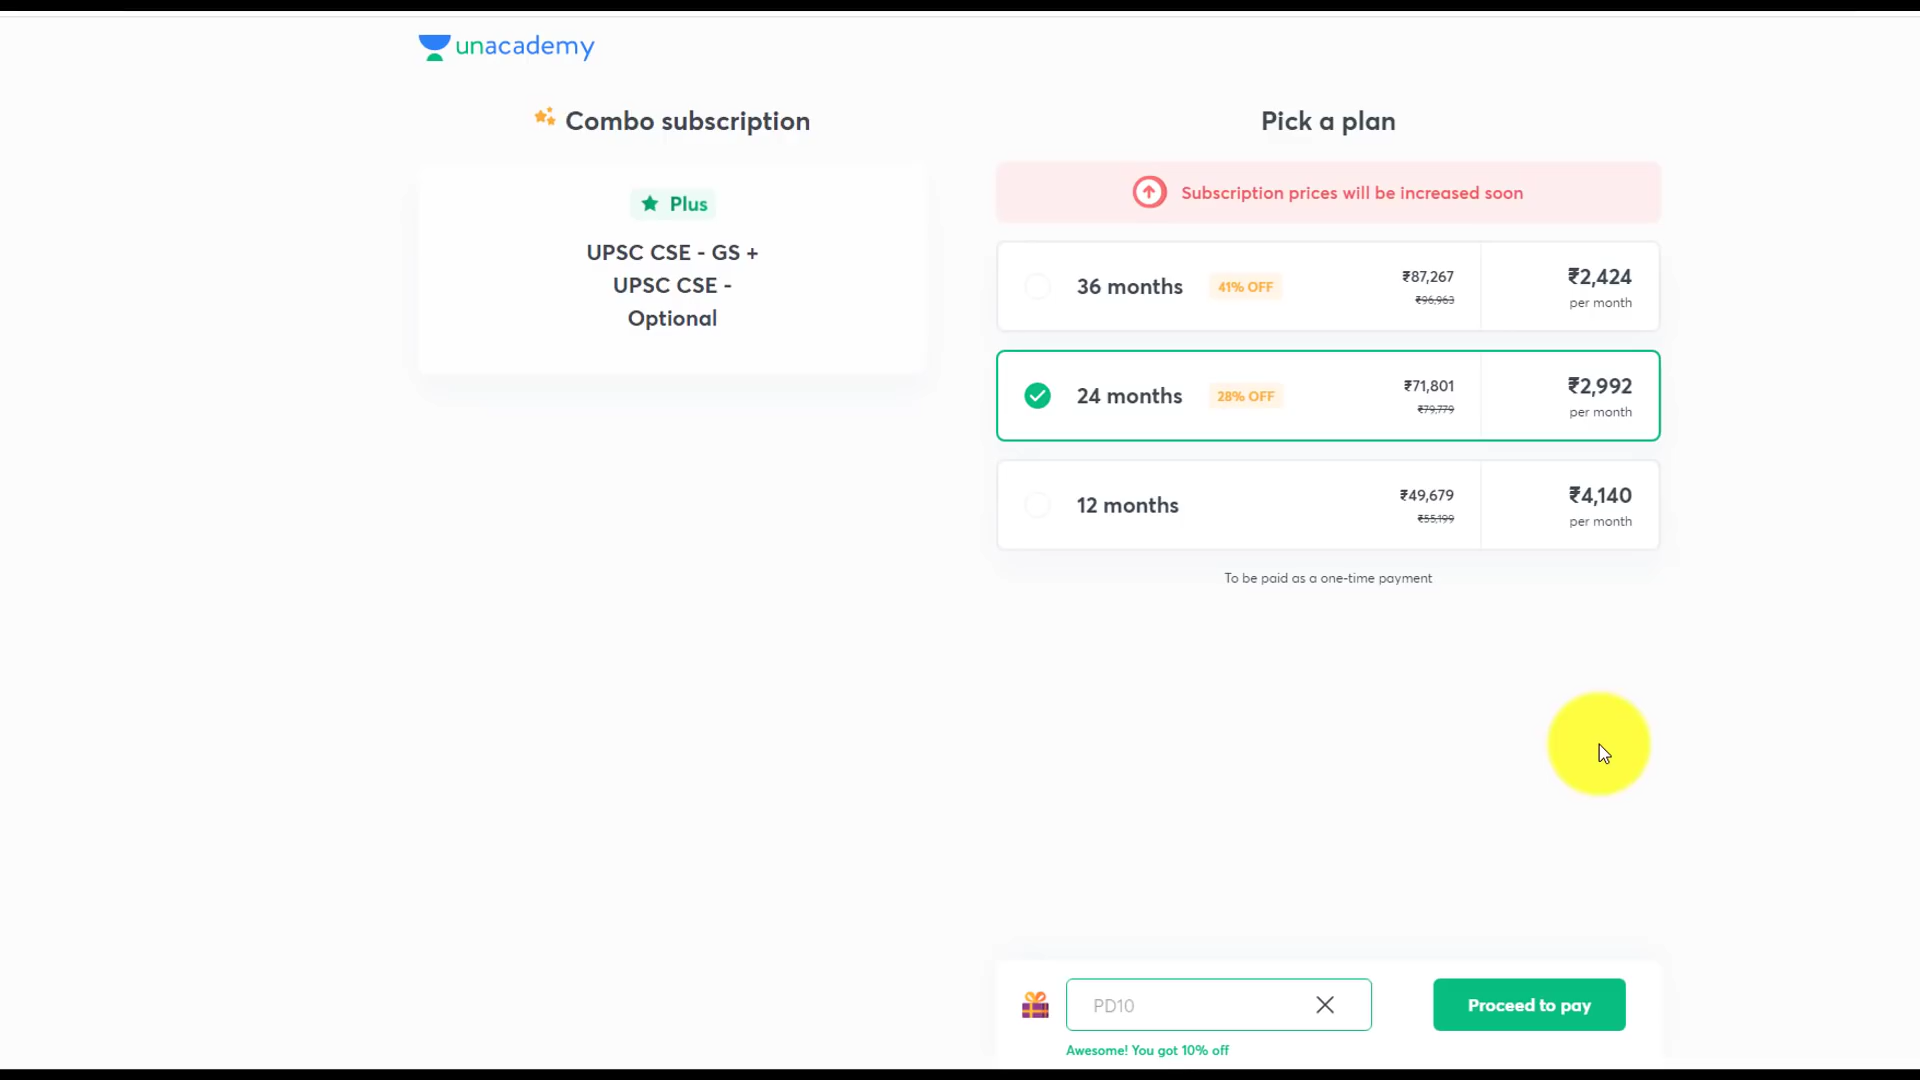 unacademy
Combo subscription
Plus
UPSC CSE - GS +
UPSC CSE -
Optional
Pick a plan
Subscription prices will be increased soon
36 months 41% OFF ₹87,267 ₹2,424
₹96,963 per month
24 months 28% OFF ₹71,801 ₹2,992
₹79,779 per month
12 months ₹49,679 ₹4,140
₹55,199 per month
To be paid as a one-time payment
PD10
Proceed to pay
Awesome! You got 10% off